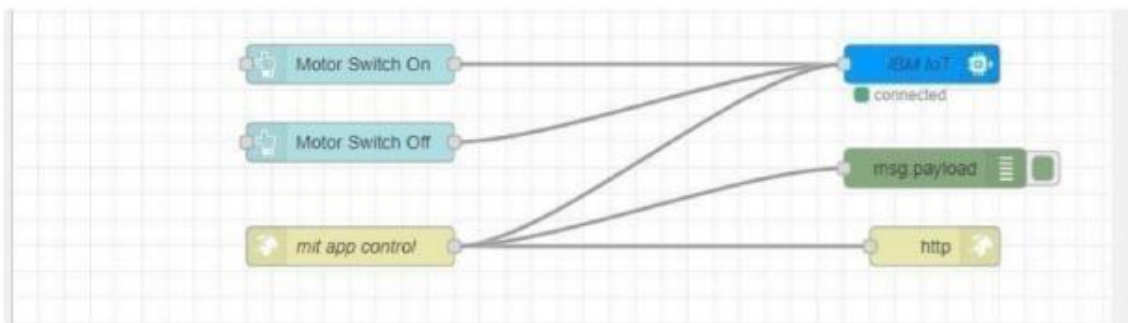 Motor Switch On
IBM IoT
connected
Motor Switch Off
msg.payload
mit app control
http